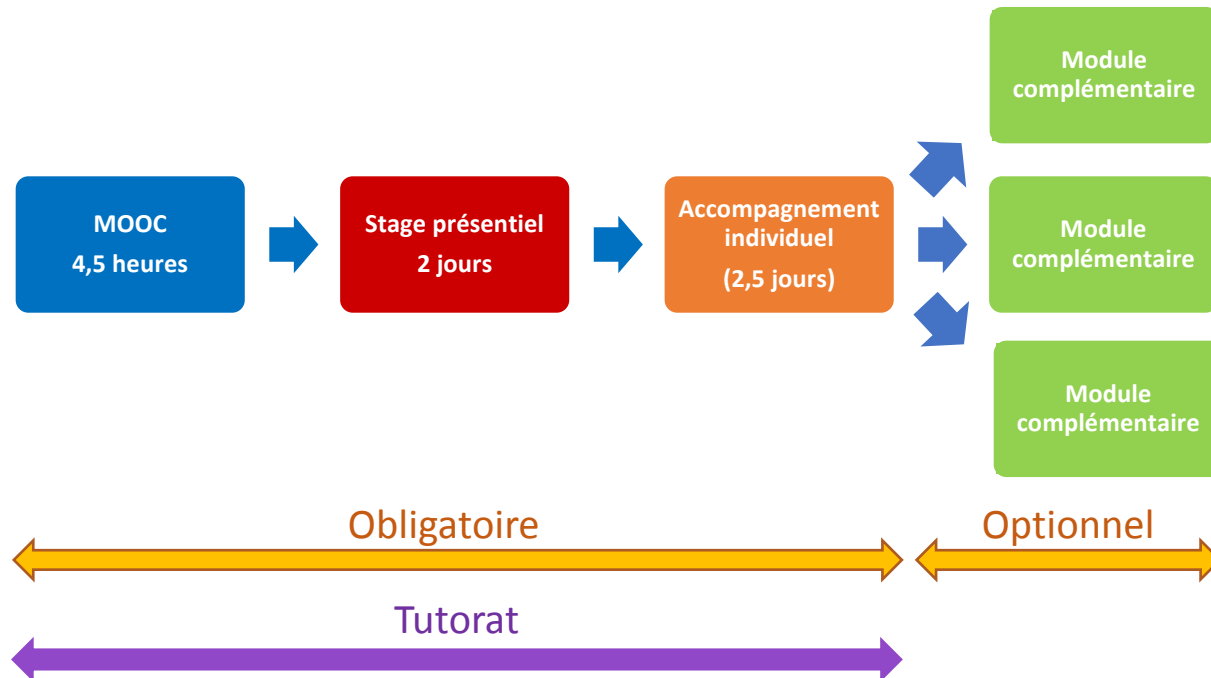 Module
complémentaire
MOOC
4,5 heures
Stage présentiel
2 jours
Accompagnement
individuel
(2,5 jours)
Module
complémentaire
Module
complémentaire
Obligatoire
Optionnel
Tutorat